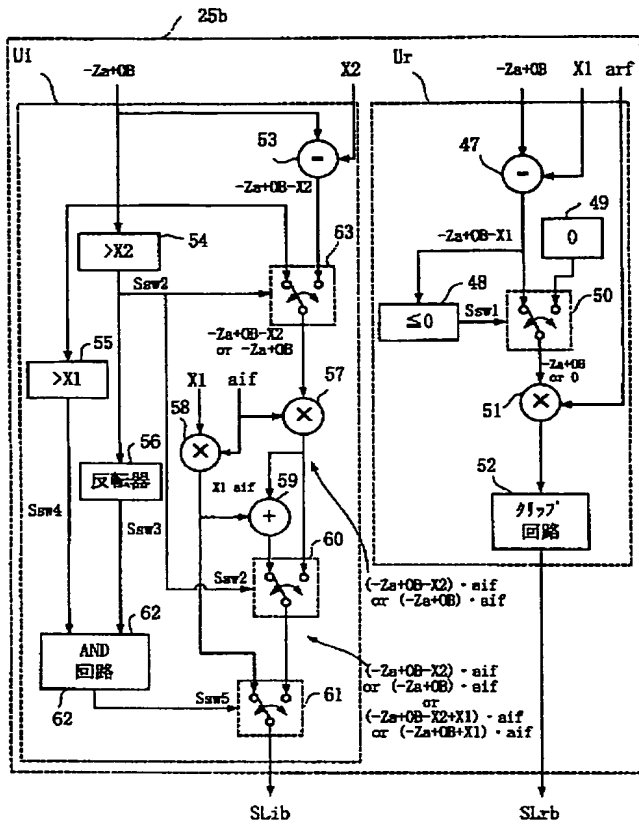 25b
Ui
-Za+OB
X2
53
-
-Za+OB-X2
>X2
54
Ssw2
63
-Za+OB-X2
or -Za+OB
>X1
55
X1
aif
57
×
58
×
56
反転器
X1 aif
59
+
Ssw4
Ssw3
60
Ssw2
(-Za+OB-X2)・aif
or (-Za+OB)・aif
62
AND
回路
62
(-Za+OB-X2)・aif
or (-Za+OB)・aif
or
(-Za+OB-X2+X1)・aif
or (-Za+OB+X1)・aif
61
Ssw5
SLib
Ur
-Za+OB
X1
arf
47
-
49
0
-Za+OB-X1
48
≦0
Ssw1
50
-Za+OB
or 0
51
×
52
クリップ
回路
SLrb